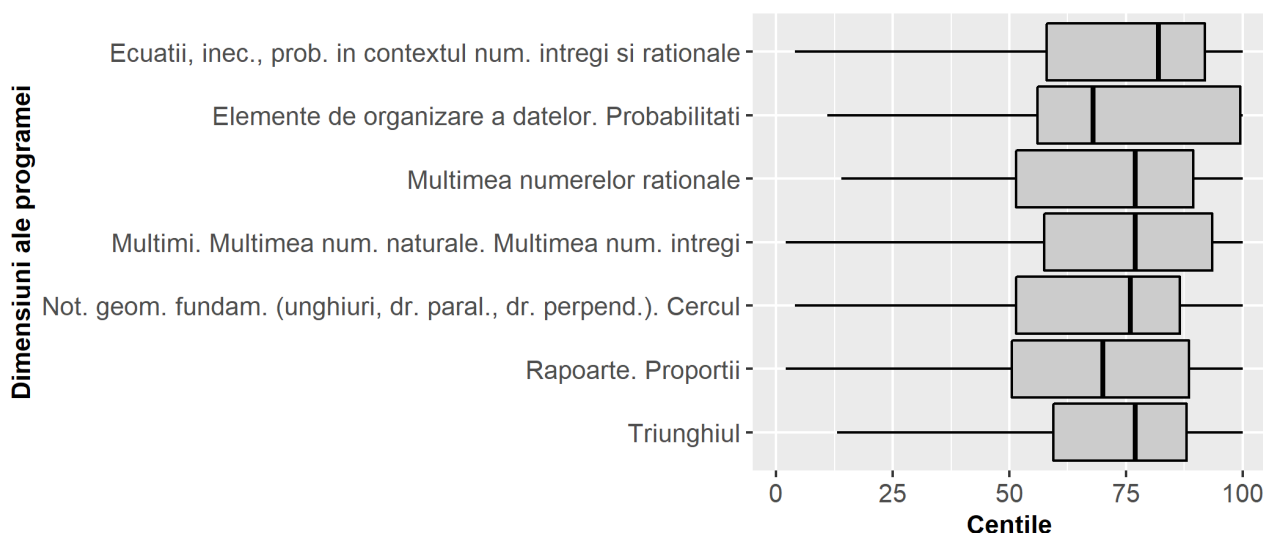 Dimensiuni ale programei
Ecuatii, inec., prob. in contextul num. intregi si rationale
Elemente de organizare a datelor. Probabilitati
Multimea numerelor rationale
Multimi. Multimea num. naturale. Multimea num. intregi
Not. geom. fundam. (unghiuri, dr. paral., dr. perpend.). Cercul
Rapoarte. Proportii
Triunghiul
0 25 50 75 100
Centile